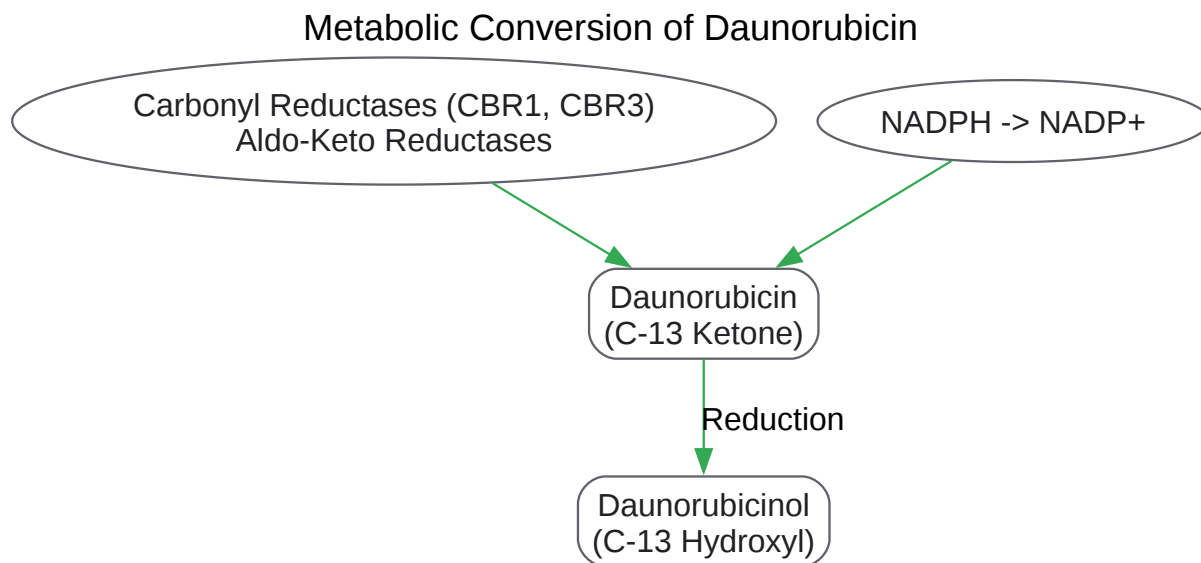 Metabolic Conversion of Daunorubicin
Carbonyl Reductases (CBR1, CBR3)
Aldo-Keto Reductases
NADPH -> NADP+
Daunorubicin
(C-13 Ketone)
Reduction
Daunorubicinol
(C-13 Hydroxyl)